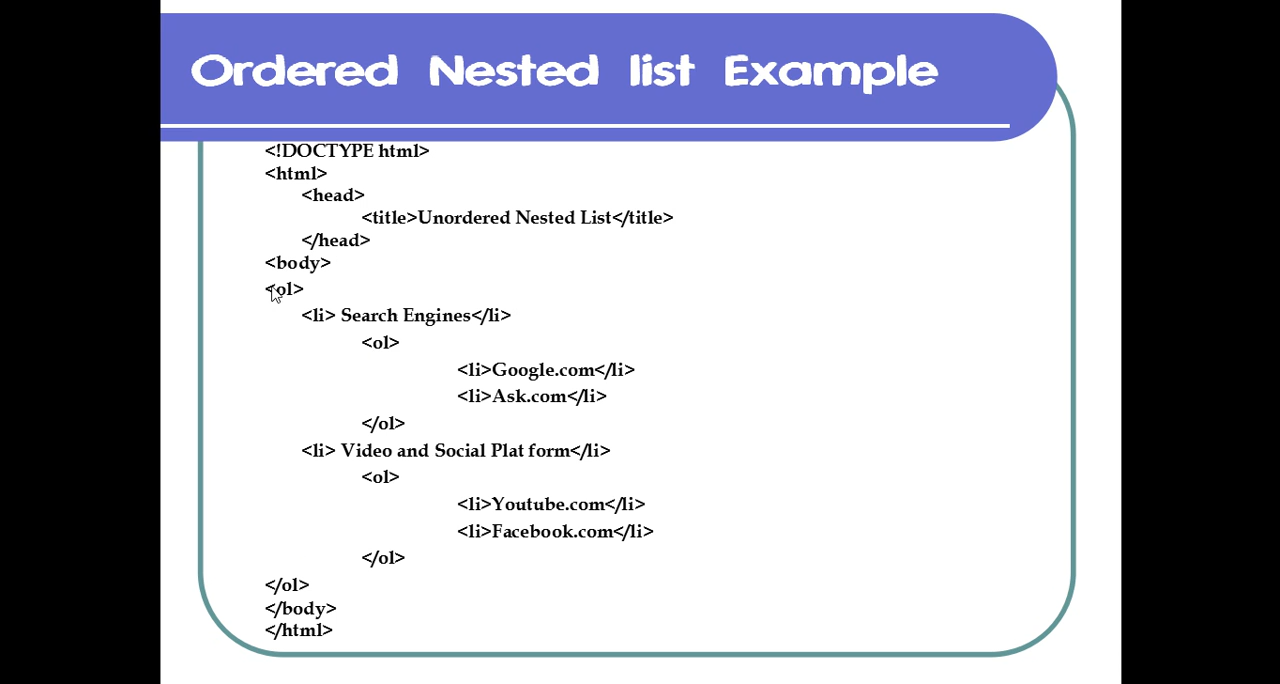 Ordered Nested list Example
<!DOCTYPE html>
<html>
<head>
<title>Unordered Nested List</title>
</head>
<body>
<ol>
<li> Search Engines</li>
<ol>
<li>Google.com</li>
<li>Ask.com</li>
</ol>
<li> Video and Social Plat form</li>
<ol>
<li>Youtube.com</li>
<li>Facebook.com</li>
</ol>
</ol>
</body>
</html>